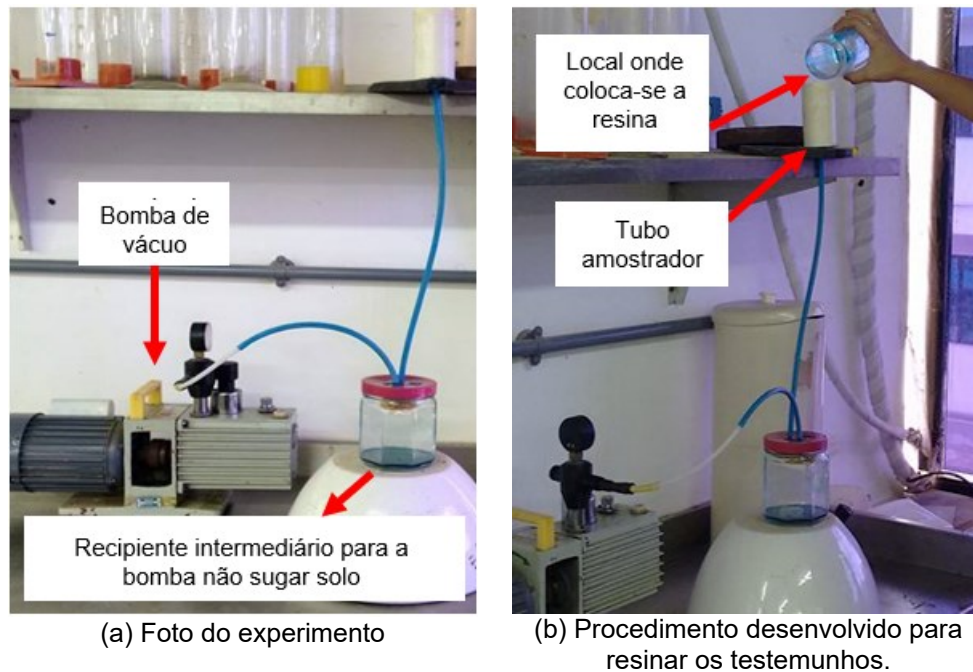 Bomba de
vácuo
Recipiente intermediário para a
bomba não sugar solo
(a) Foto do experimento
Local onde
coloca-se a
resina
Tubo
amostrador
(b) Procedimento desenvolvido para
resinar os testemunhos.